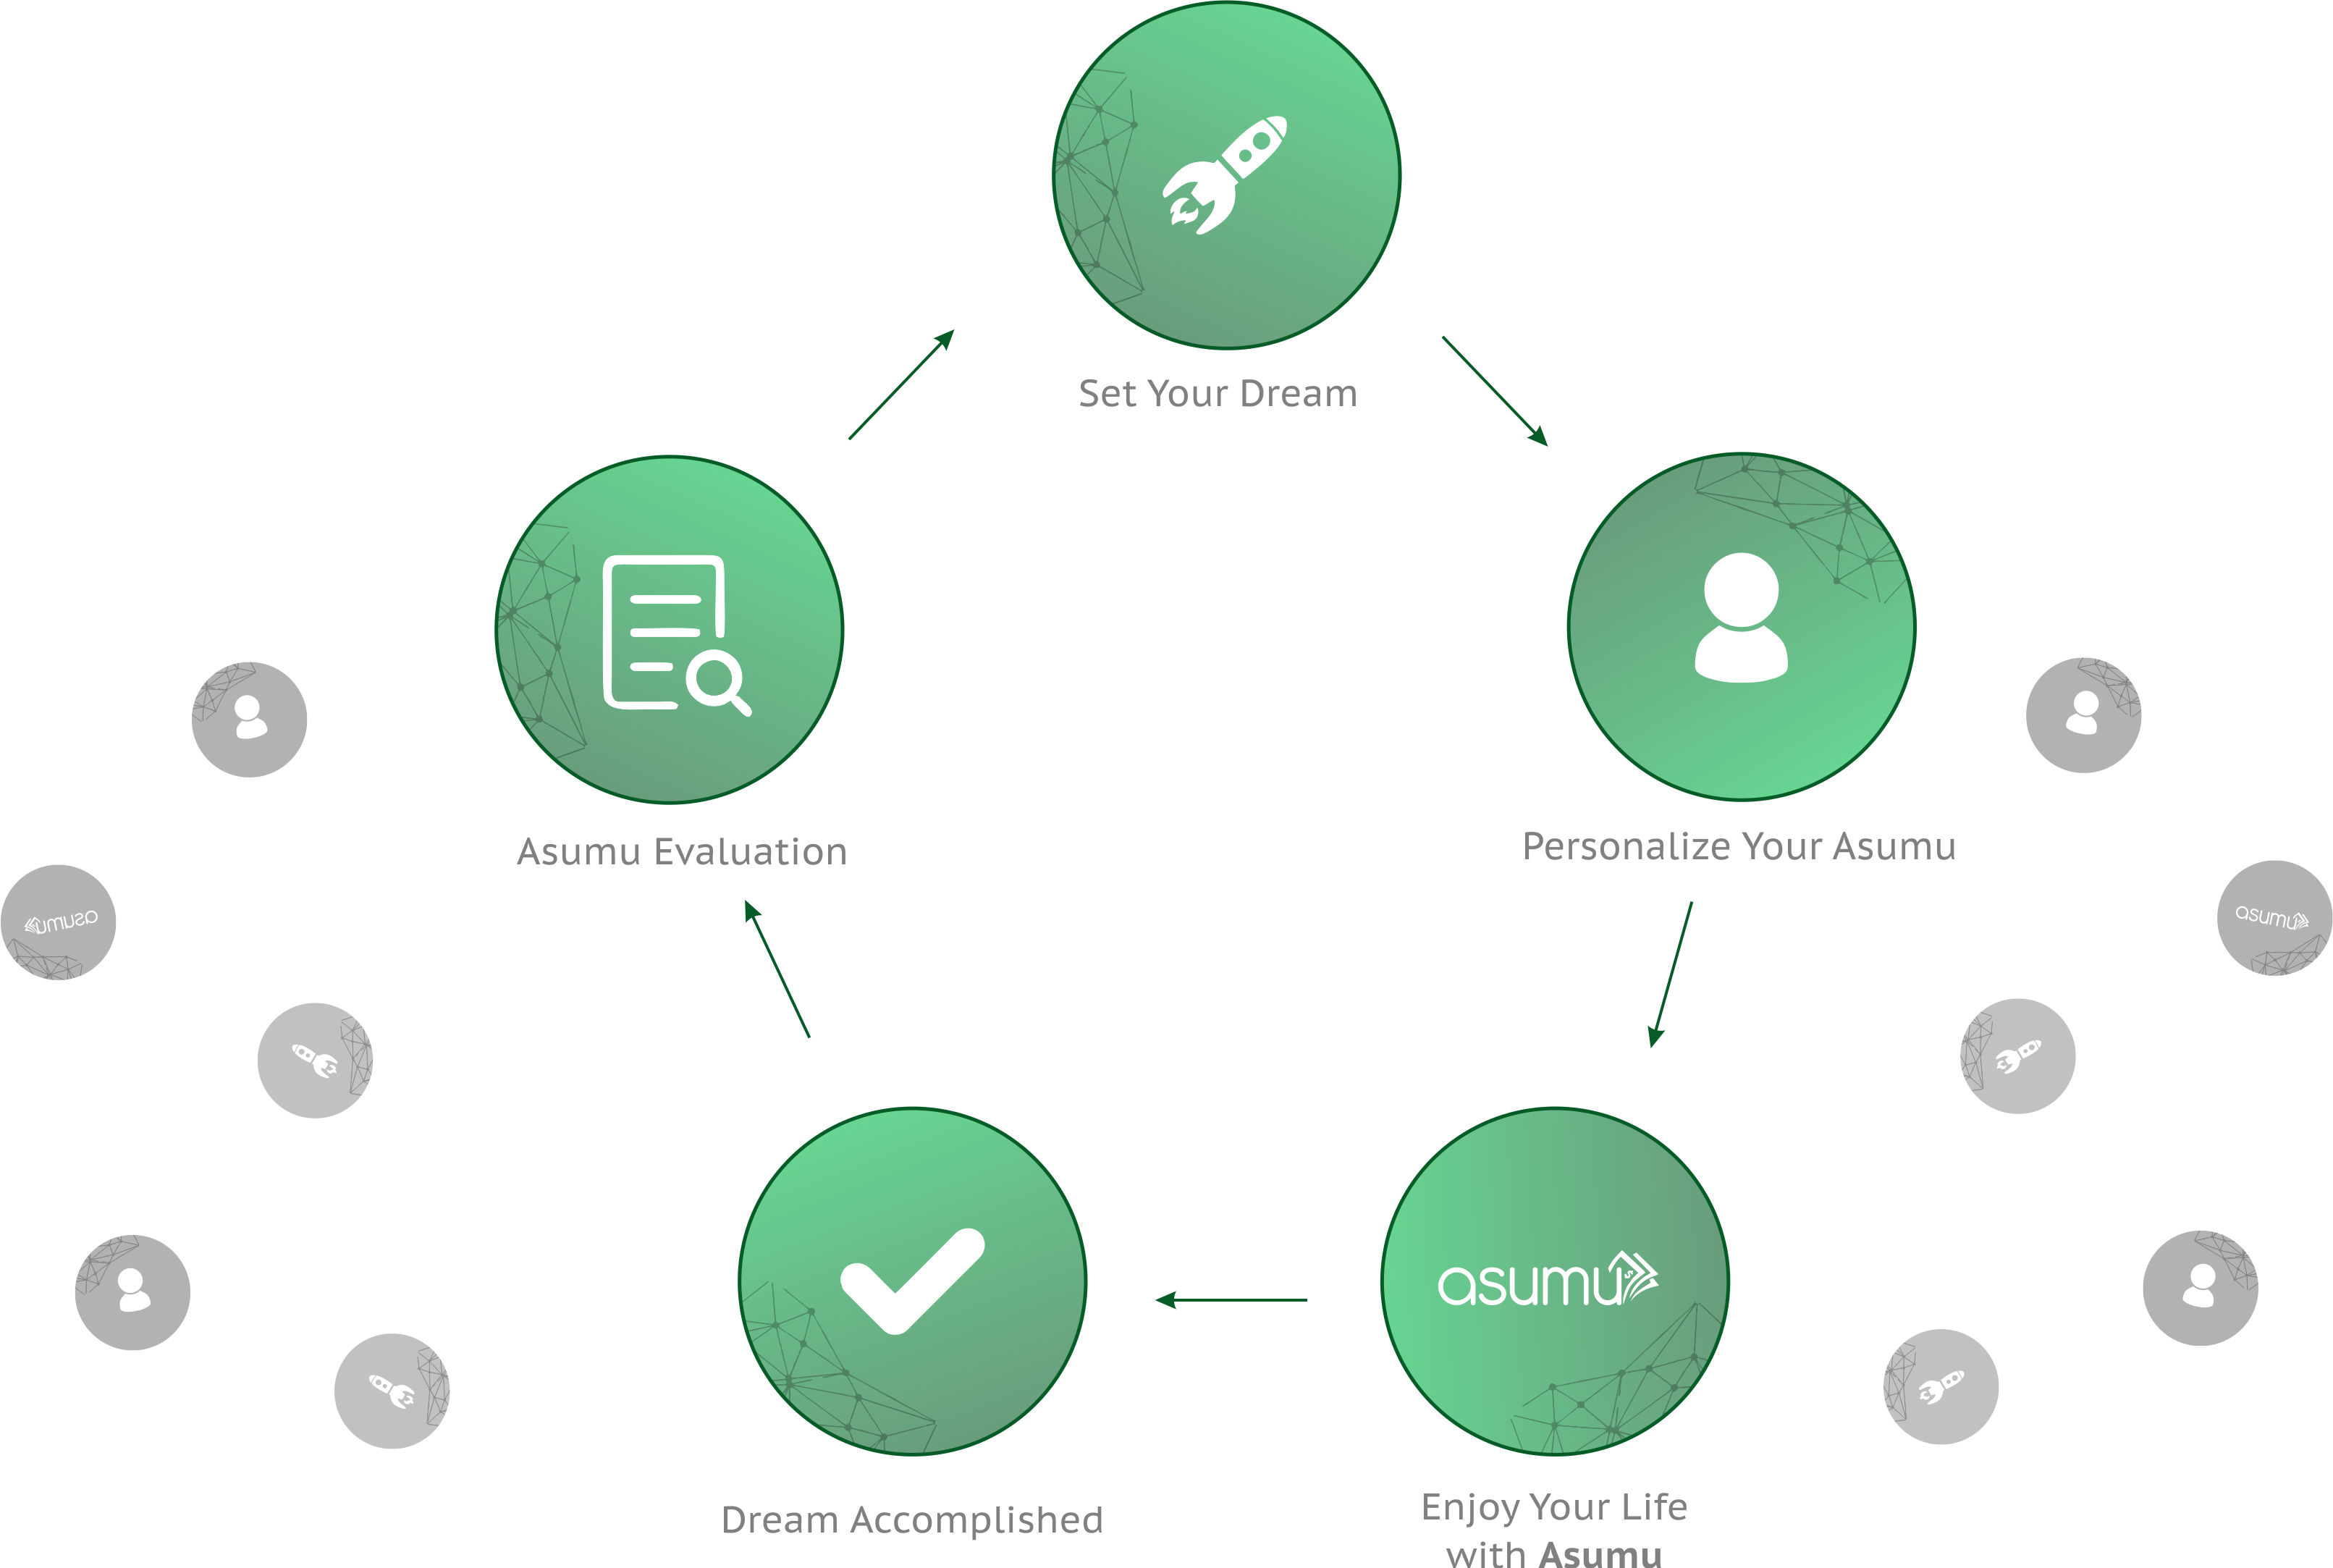 Set Your Dream
Asumu Evaluation
Personalize Your Asumu
asumu
asumu
asumu
Dream Accomplished
Enjoy Your Life
with Asumu